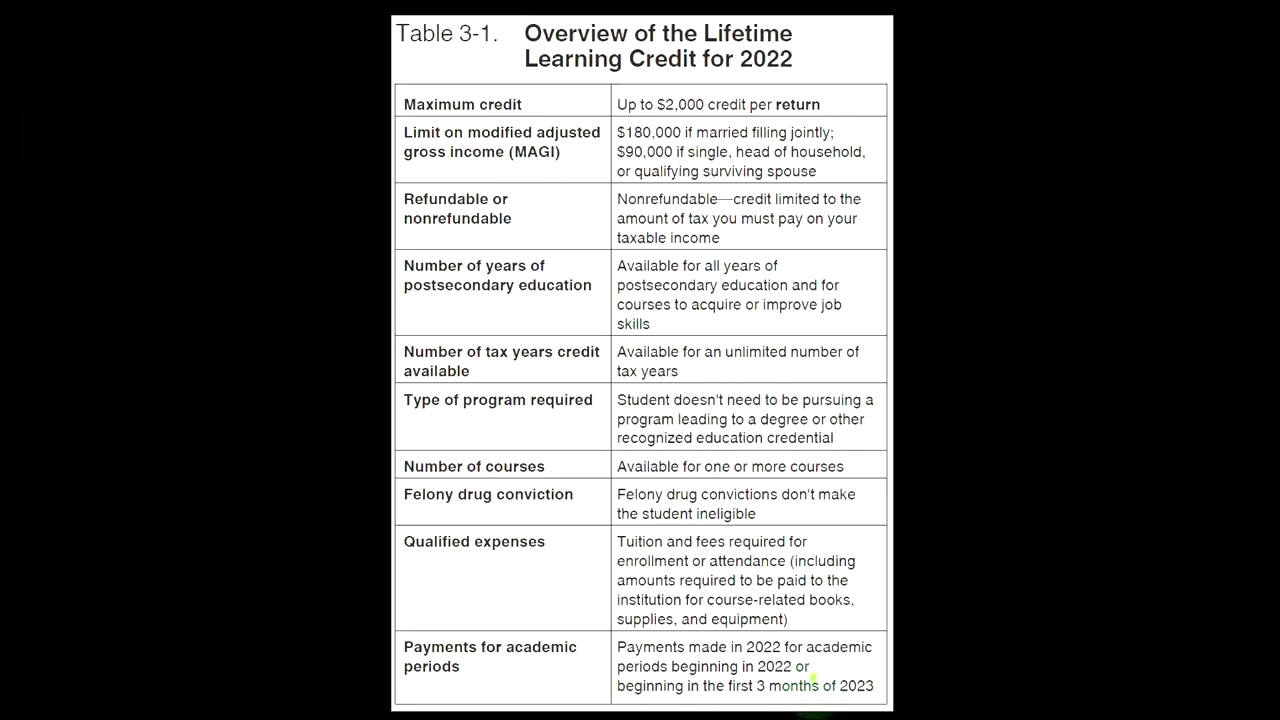 Table 3-1. Overview of the Lifetime
Learning Credit for 2022
Maximum credit
Up to $2,000 credit per return
Limit on modified adjusted
gross income (MAGI)
$180,000 if married filling jointly;
$90,000 if single, head of household,
or qualifying surviving spouse
Refundable or
nonrefundable
Nonrefundable—credit limited to the
amount of tax you must pay on your
taxable income
Number of years of
postsecondary education
Available for all years of
postsecondary education and for
courses to acquire or improve job
skills
Number of tax years credit
available
Available for an unlimited number of
tax years
Type of program required
Student doesn't need to be pursuing a
program leading to a degree or other
recognized education credential
Number of courses
Available for one or more courses
Felony drug conviction
Felony drug convictions don't make
the student ineligible
Qualified expenses
Tuition and fees required for
enrollment or attendance (including
amounts required to be paid to the
institution for course-related books,
supplies, and equipment)
Payments for academic
periods
Payments made in 2022 for academic
periods beginning in 2022 or
beginning in the first 3 months of 2023